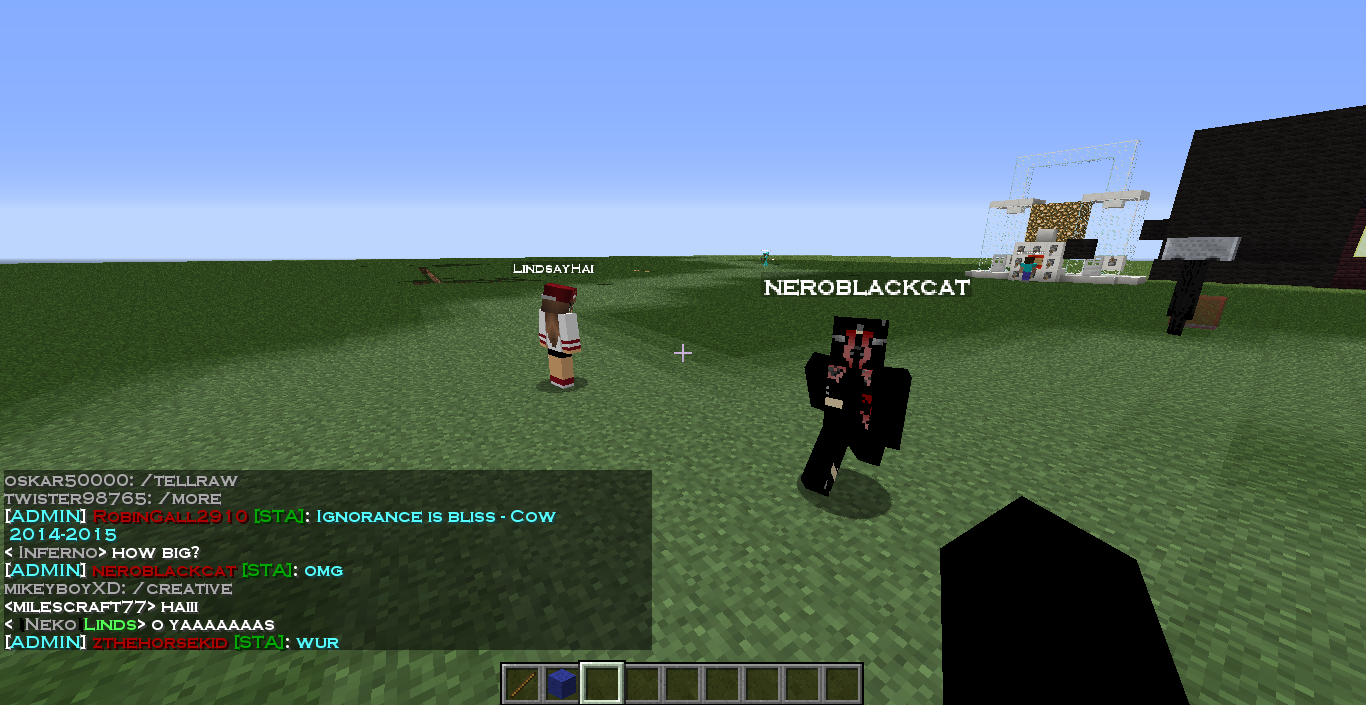 LindsayHai
neroblackcat
oskar50000: /tellraw
twister98765: /more
[ADMIN] RobinGall2910 [STA]: Ignorance is bliss - Cow
2014-2015
< Inferno> how big?
[ADMIN] neroblackcat [STA]: omg
mikeyboyXD: /creative
<milescraft77> HAIII
< Neko Linds> o yaaaaaas
[ADMIN] zthehorsekid [STA]: wur